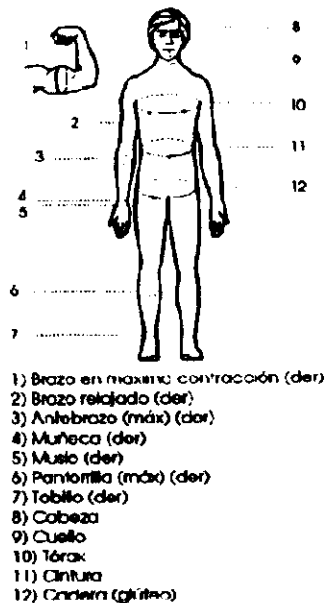 1
2
3
4
5
6
7
8
9
10
11
12
1) Brazo en máxima contracción (der)
2) Brazo relajado (der)
3) Antebrazo (máx) (der)
4) Muñeca (der)
5) Muslo (der)
6) Pantorrilla (máx) (der)
7) Tobillo (der)
8) Cabeza
9) Cuello
10) Tórax
11) Cintura
12) Cadera (glúteo)